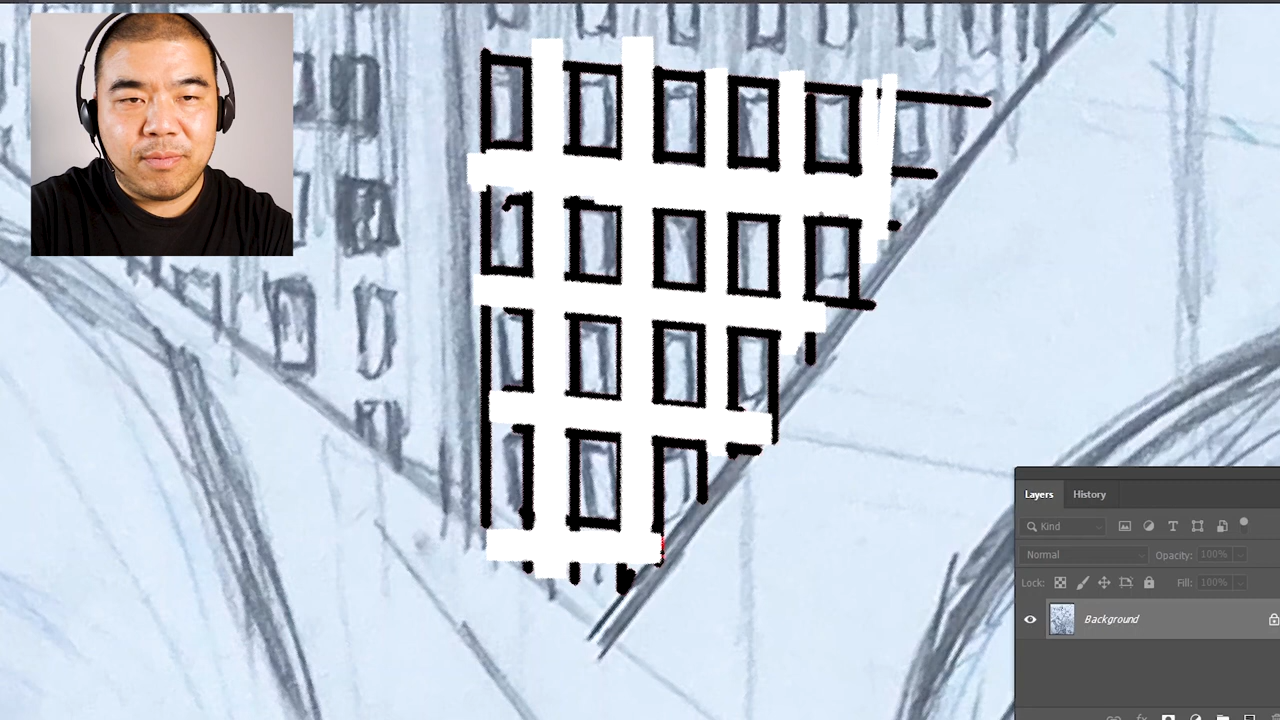 Layers History
Kind
Normal Opacity: 100%
Lock: Fill: 100%
Background